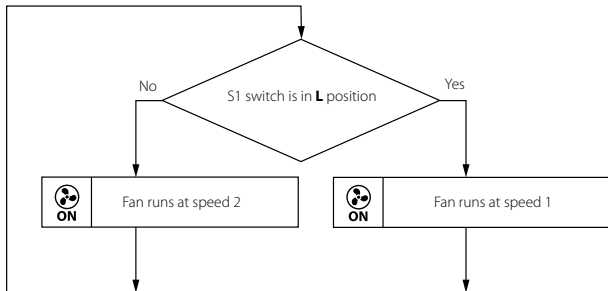 S1 switch is in L position
No
Yes
Fan runs at speed 2
ON
Fan runs at speed 1
ON